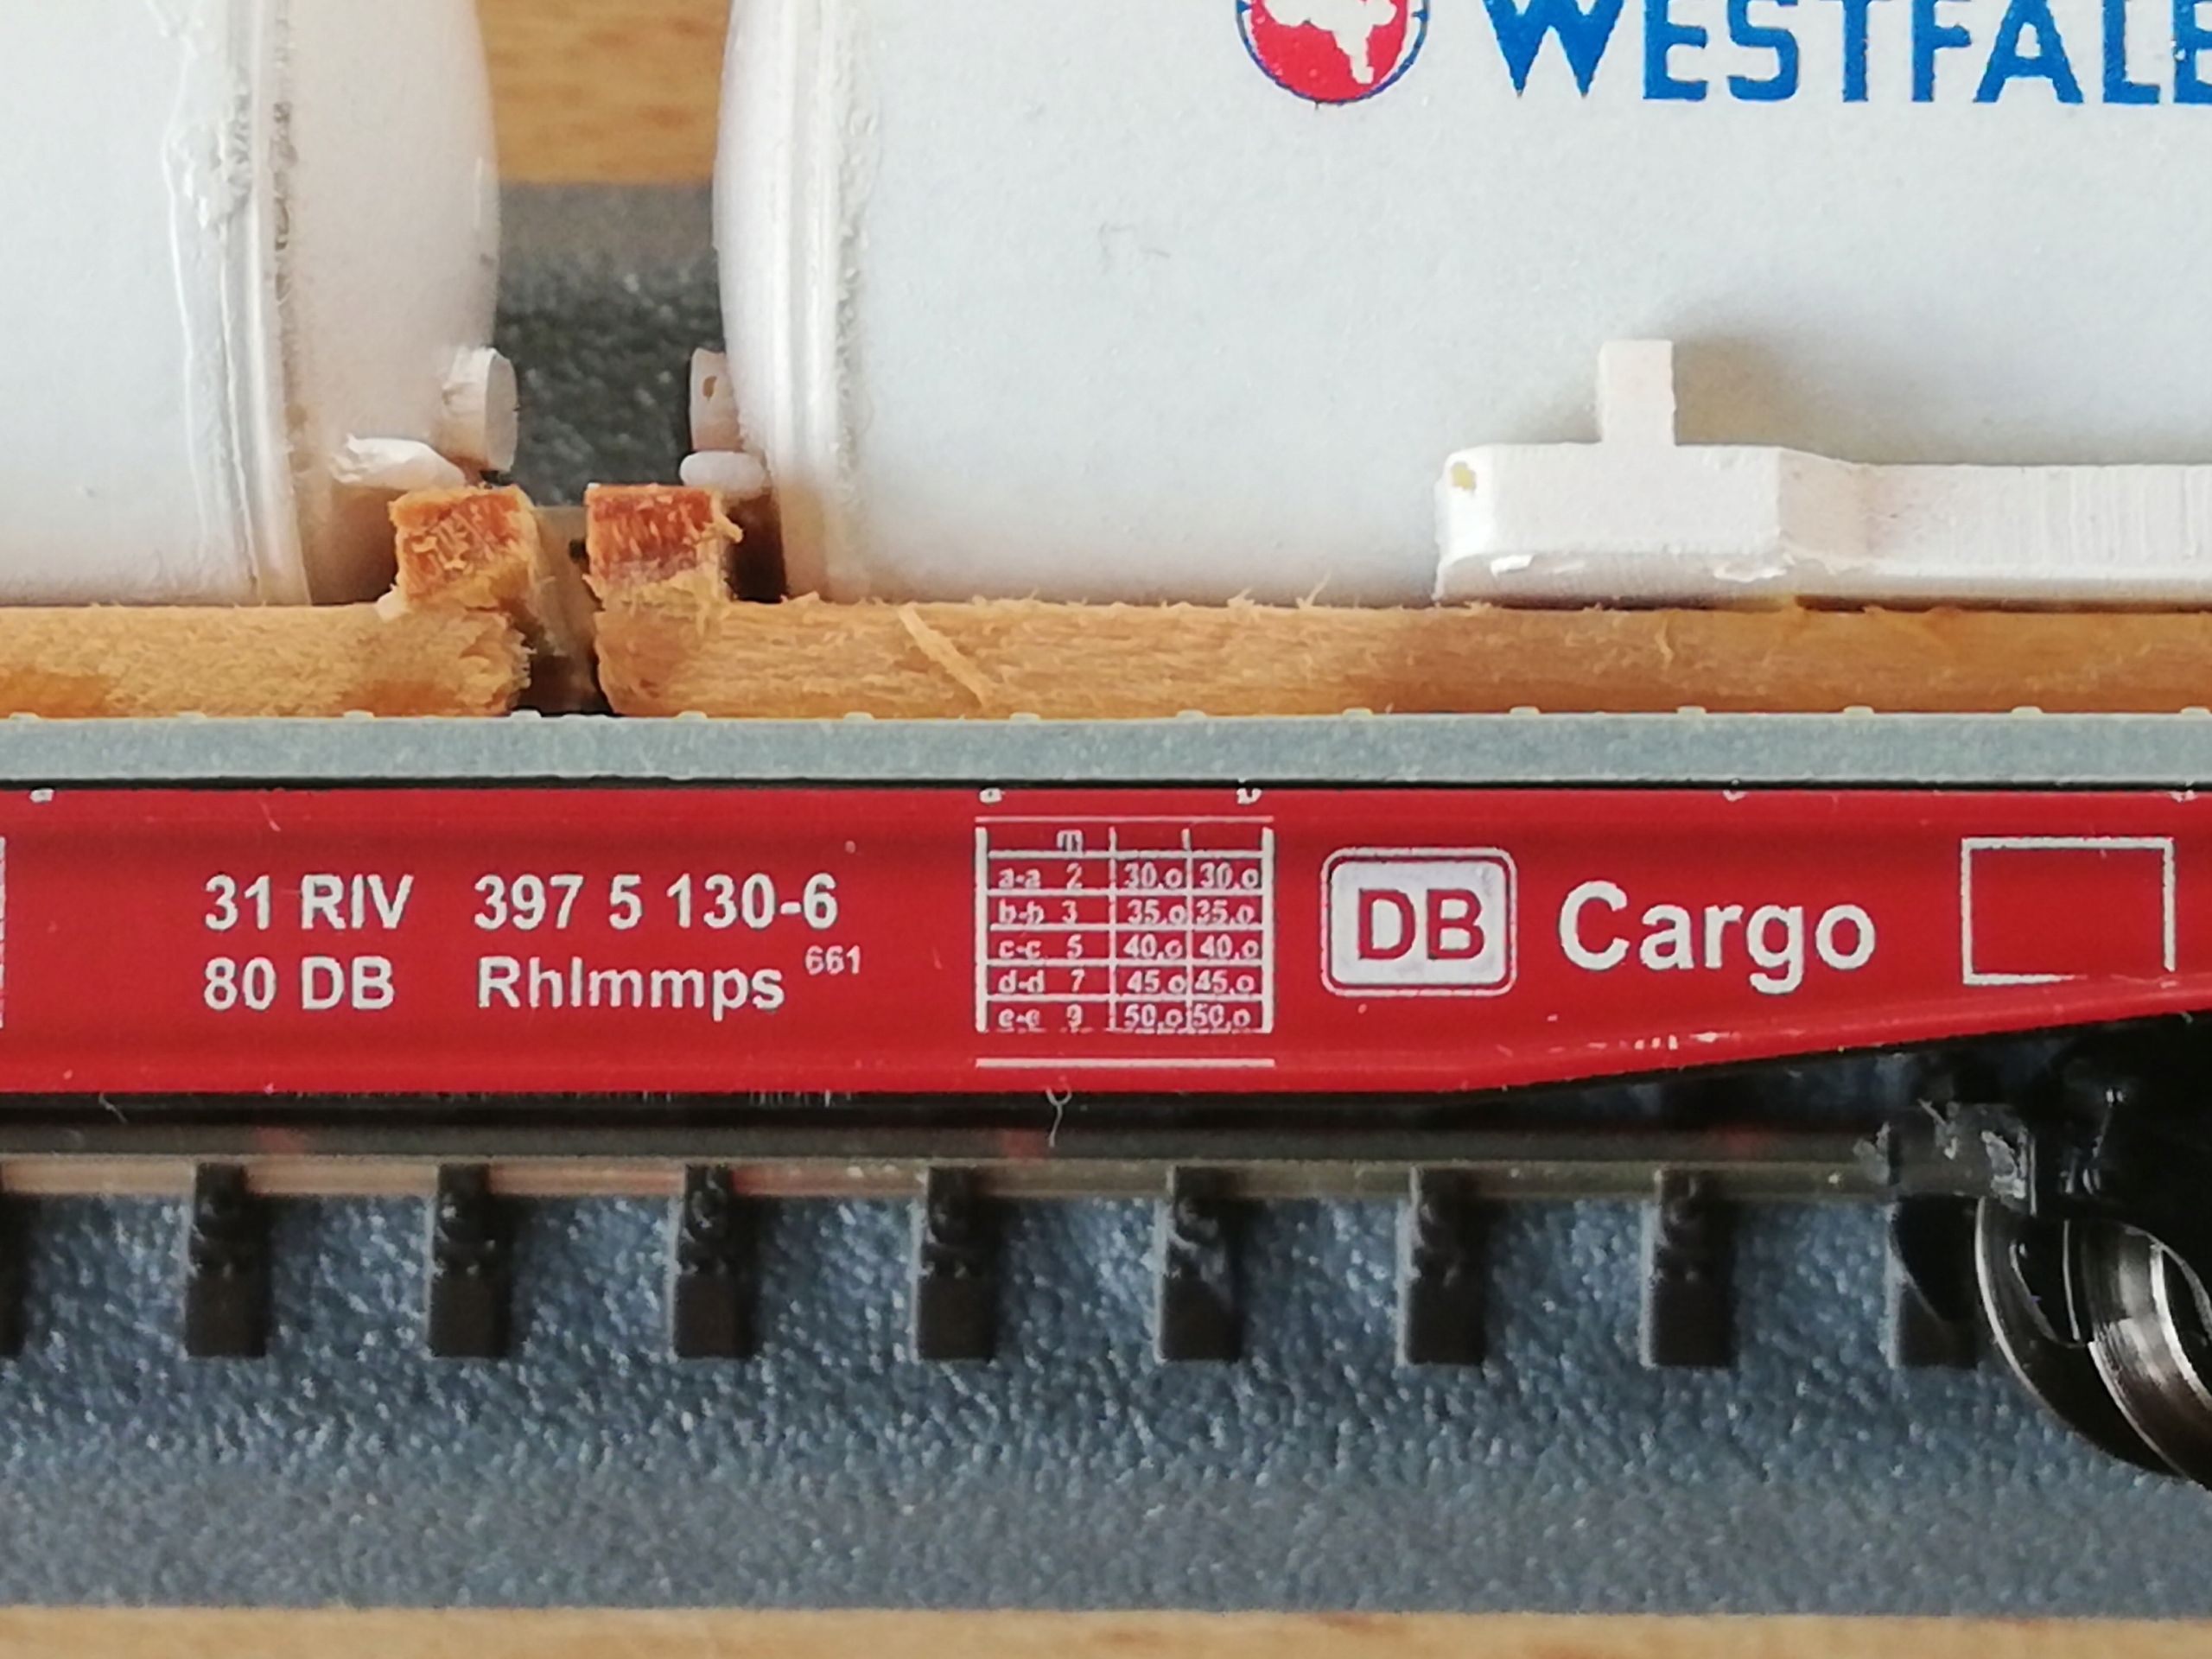 WESTFALE
a b c
31 RIV 397 5 130-6
80 DB Rhlmmps 661
m
a-a 2 30,0 30,0
b-b 3 35,0 35,0
c-c 5 40,0 40,0
d-d 7 45,0 45,0
e-e 9 50,0 50,0
DB Cargo